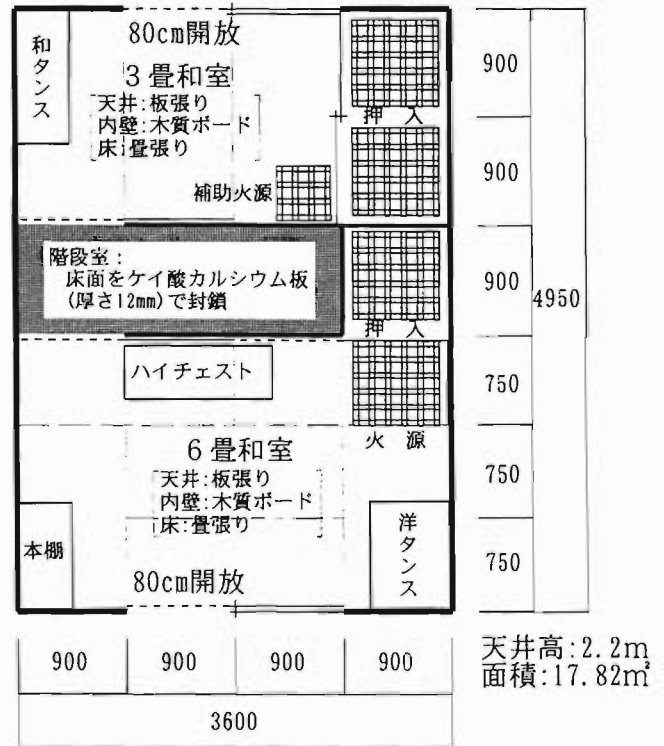 80cm開放
和タンス
3畳和室
天井:板張り
内壁:木質ボード
床:畳張り
押入
補助火源
階段室:
床面をケイ酸カルシウム板
(厚さ12mm)で封鎖
押入
ハイチェスト
火源
6畳和室
天井:板張り
内壁:木質ボード
床:畳張り
本棚
洋タンス
80cm開放
900
900
900
4950
750
750
750
900
900
900
900
3600
天井高:2.2m
面積:17.82㎡